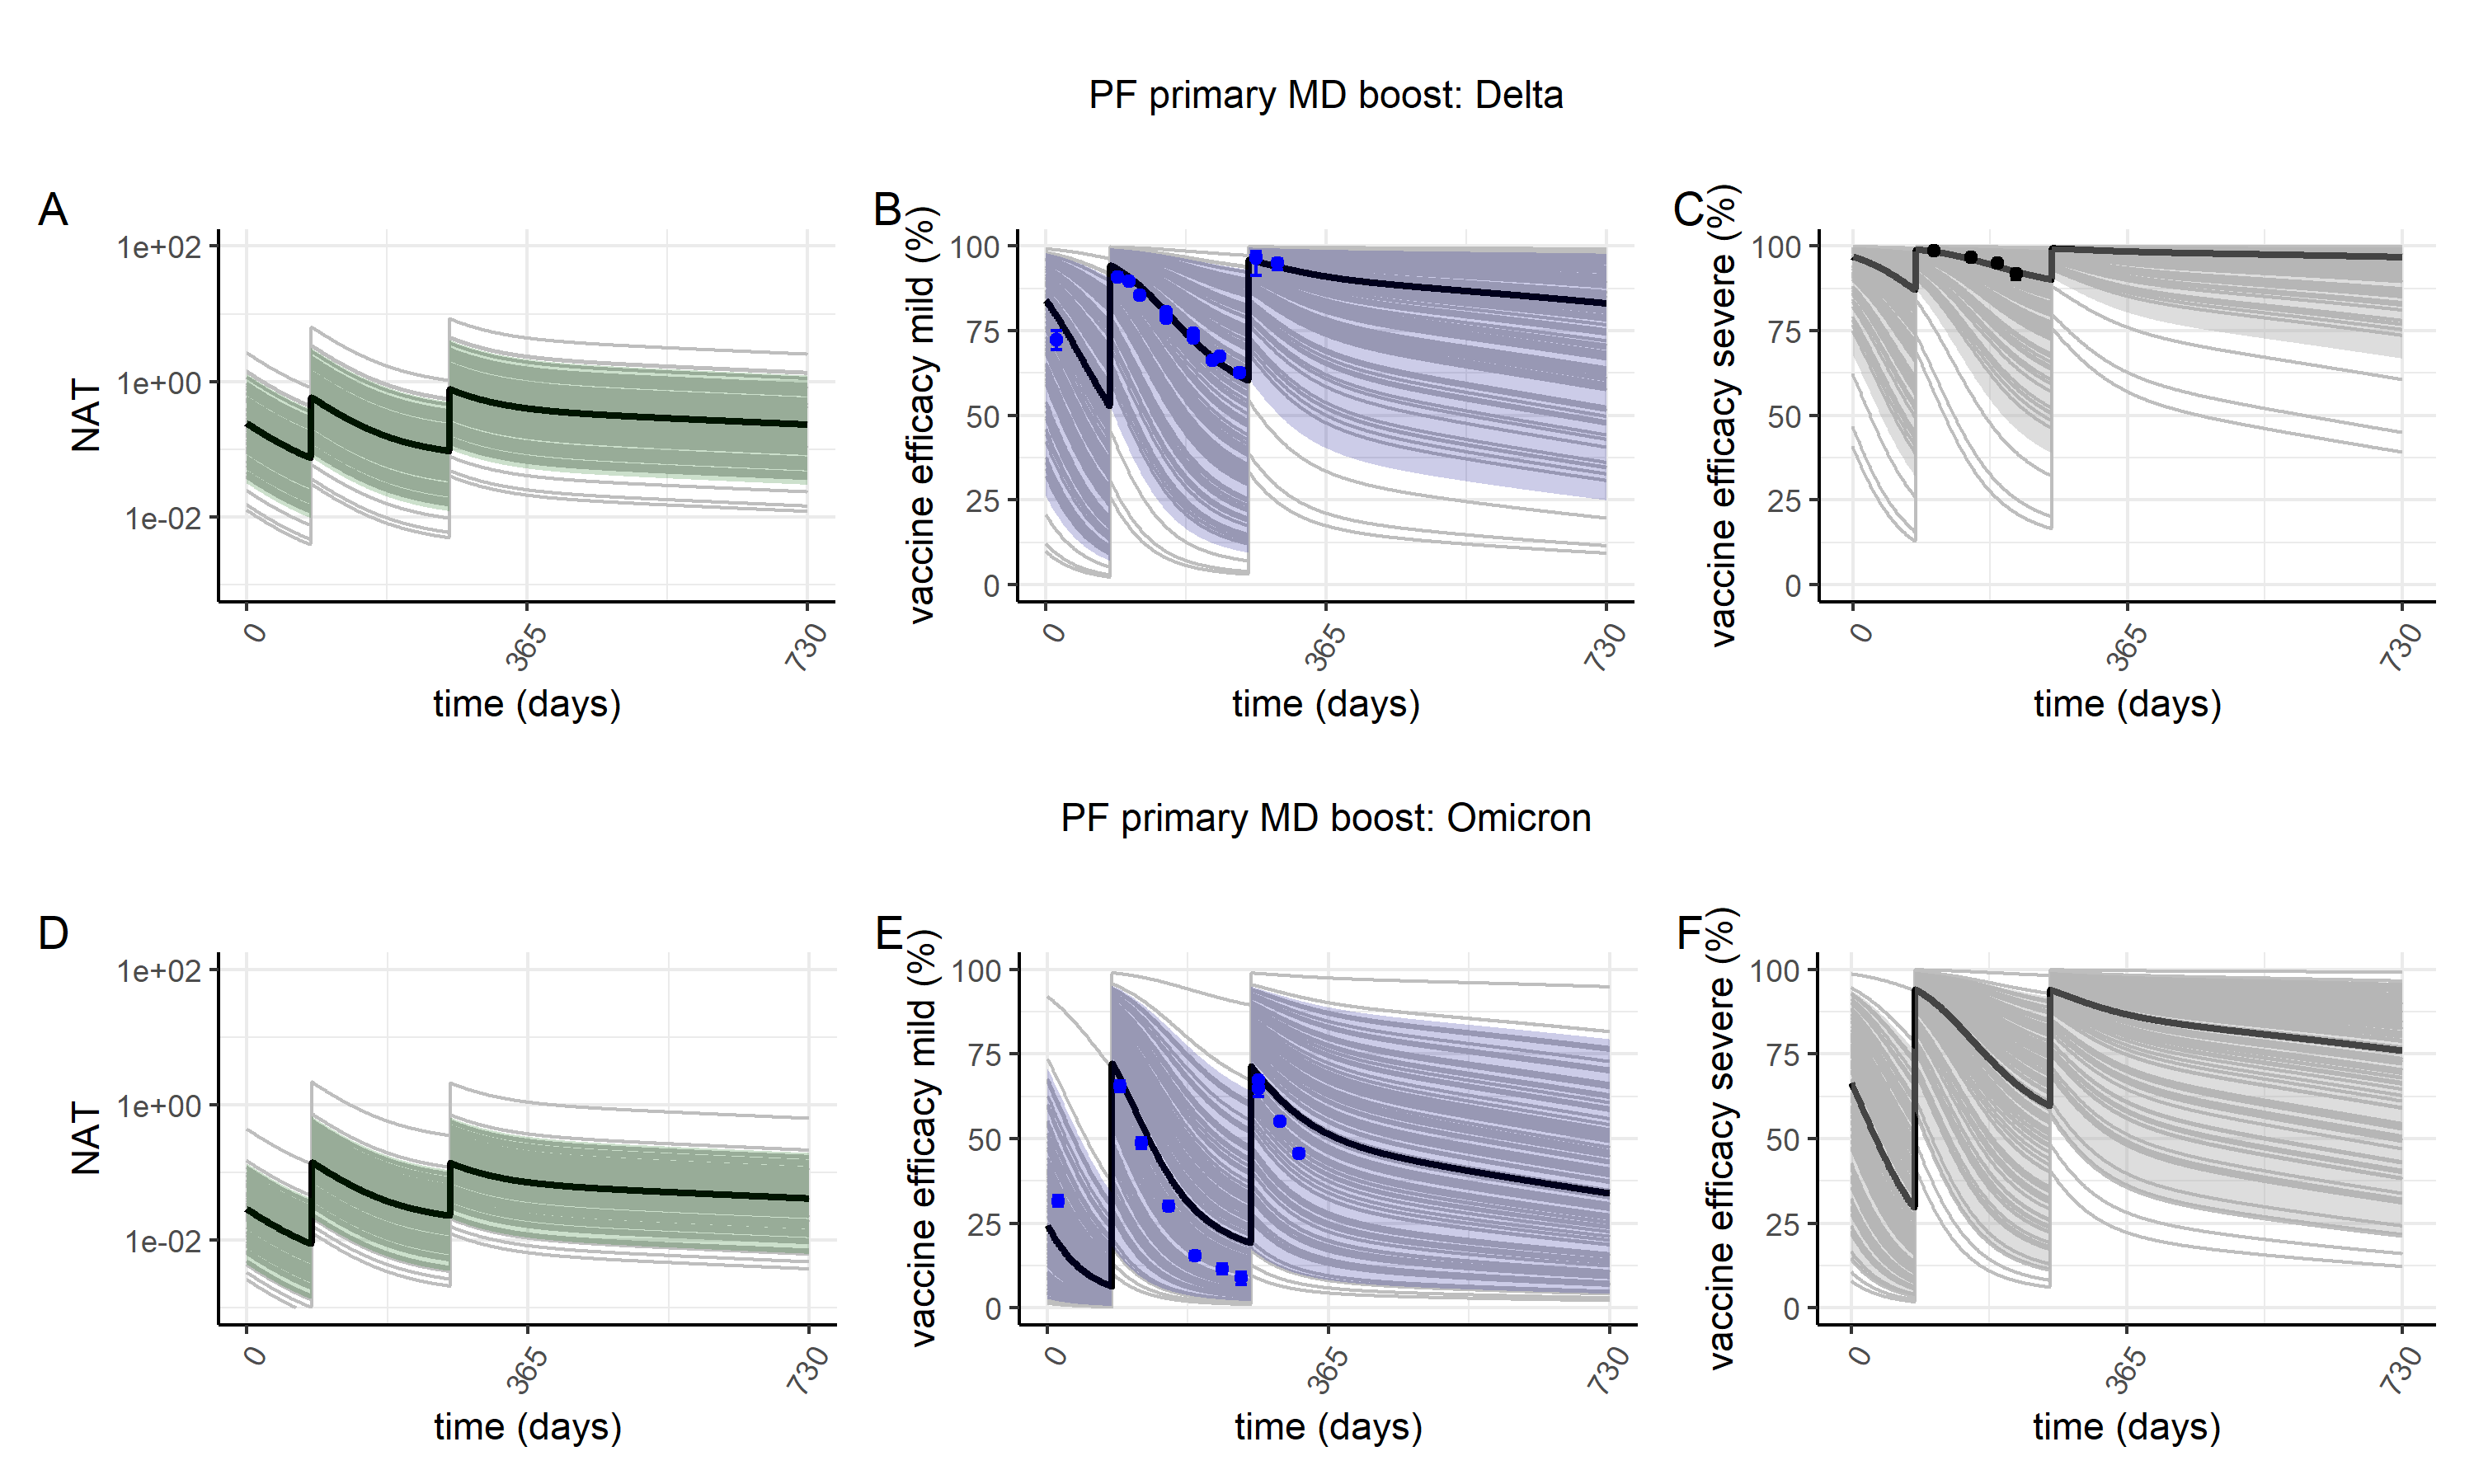 PF primary MD boost: Delta
A
NAT
1e+02
1e+00
1e-02
0
365
730
time (days)
B
vaccine efficacy mild (%)
100
75
50
25
0
0
365
730
time (days)
C
vaccine efficacy severe (%)
100
75
50
25
0
0
365
730
time (days)
PF primary MD boost: Omicron
D
NAT
1e+02
1e+00
1e-02
0
365
730
time (days)
E
vaccine efficacy mild (%)
100
75
50
25
0
0
365
730
time (days)
F
vaccine efficacy severe (%)
100
75
50
25
0
0
365
730
time (days)